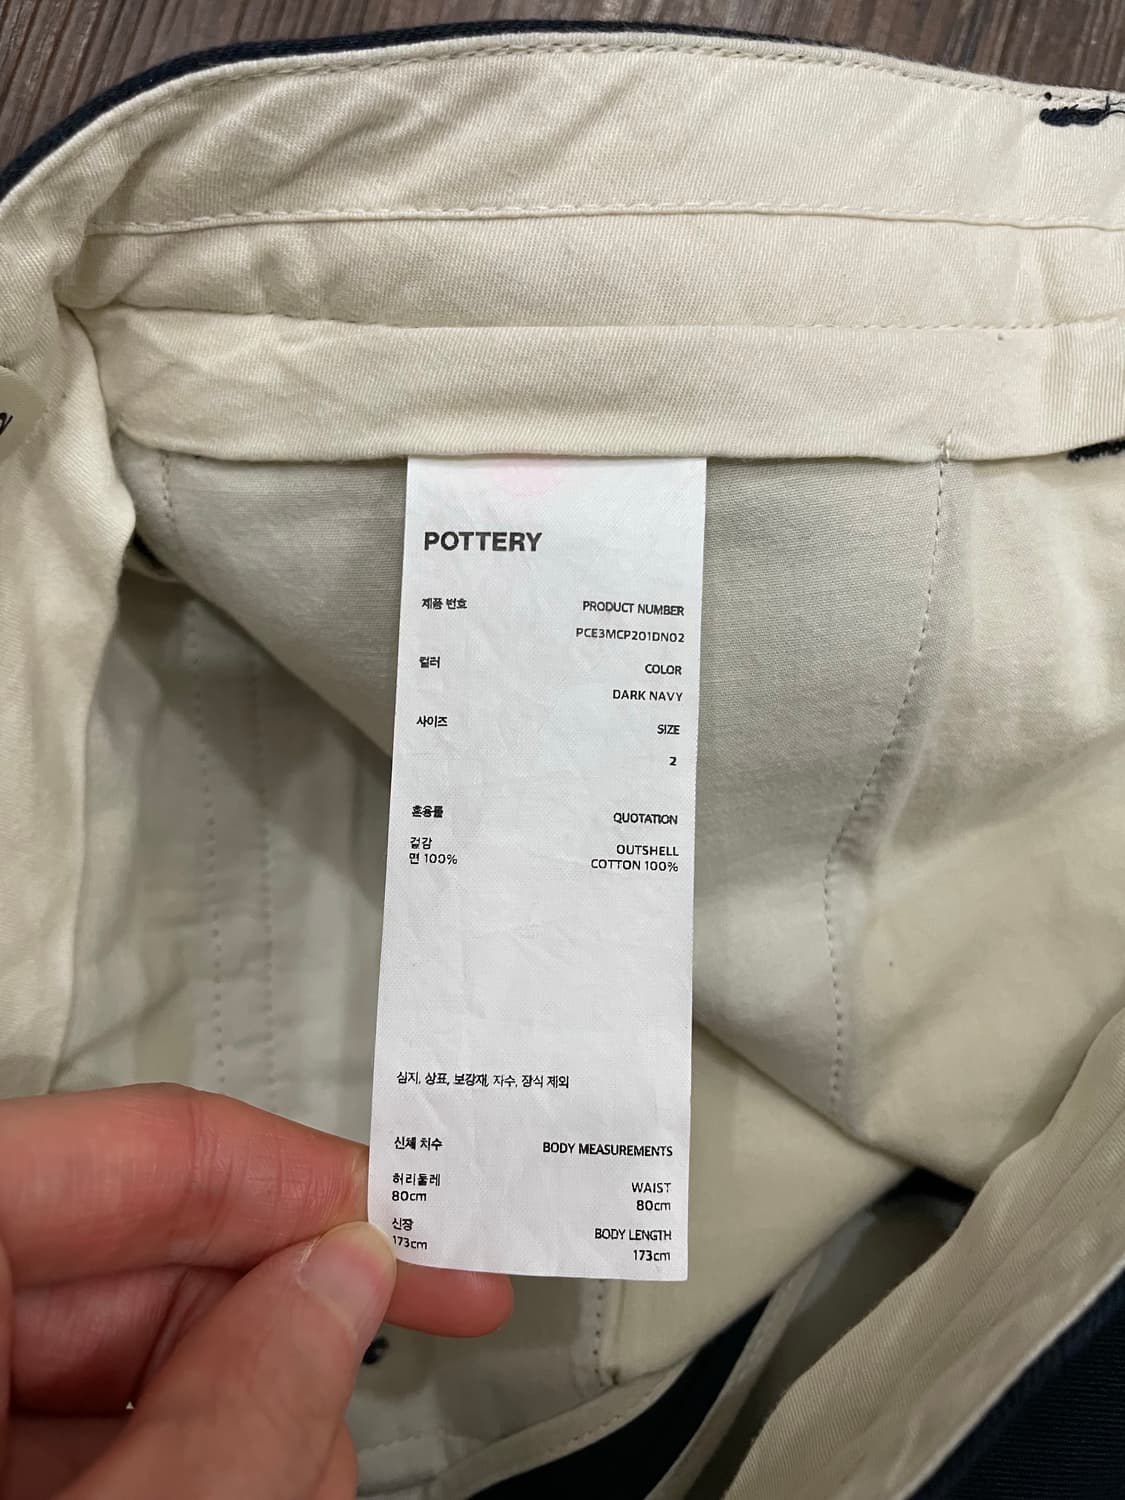 POTTERY
제품 번호 PRODUCT NUMBER
PCE3MCP201DN02
컬러 COLOR
DARK NAVY
사이즈 SIZE
2
혼용률 QUOTATION
겉감 OUTSHELL
면 100% COTTON 100%
심지, 상표, 보강재, 자수, 장식 제외
신체 치수 BODY MEASUREMENTS
허리둘레 WAIST
80cm 80cm
신장 BODY LENGTH
173cm 173cm